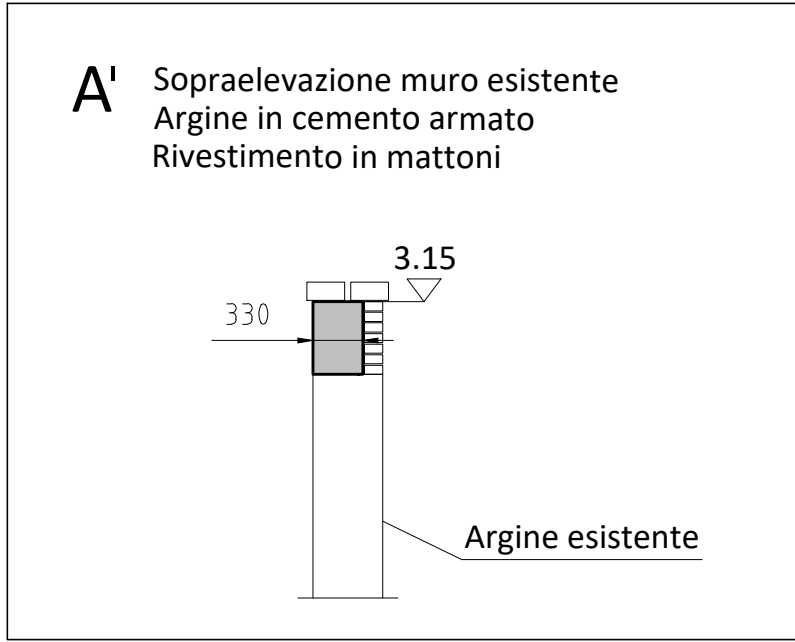 A' Sopraelevazione muro esistente
Argine in cemento armato
Rivestimento in mattoni
3.15
330
Argine esistente